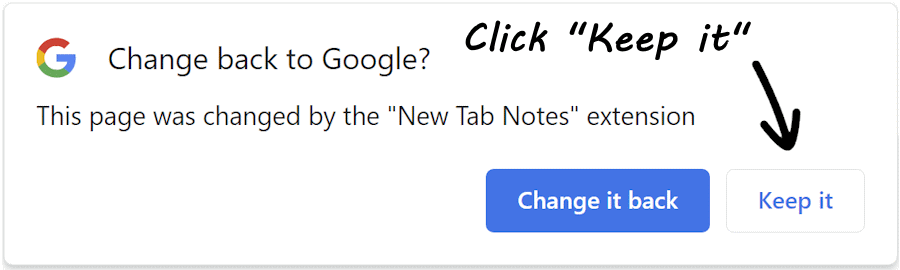 Click "Keep it"
Change back to Google?
This page was changed by the "New Tab Notes" extension
Change it back
Keep it